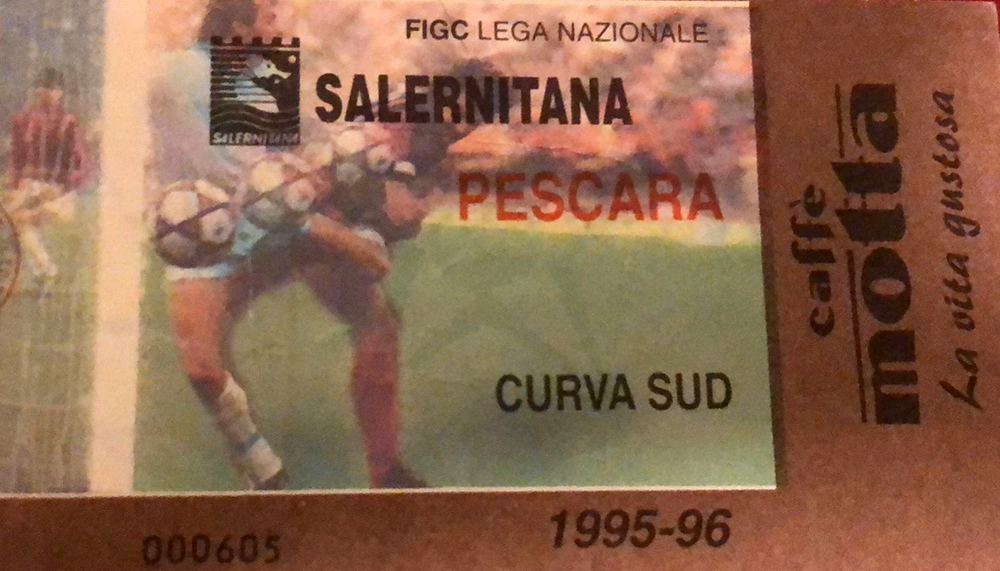 FIGC LEGA NAZIONALE
SALERNITANA
SALERNITANA
PESCARA
CURVA SUD
1995-96
000605
caffè
motta
La vita gustosa